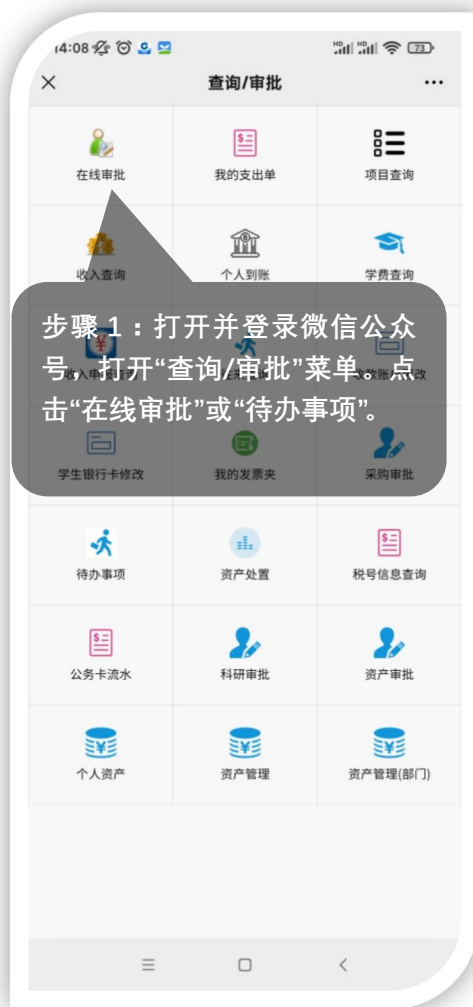 14:08
HD HD 73
查询/审批
在线审批 我的支出单 项目查询
收入查询 个人到账 学费查询
步骤 1：打开并登录微信公众
号，打开“查询/审批”菜单。点
击“在线审批”或“待办事项”。
学生银行卡修改 我的发票夹 采购审批
待办事项 资产处置 税号信息查询
公务卡流水 科研审批 资产审批
个人资产 资产管理 资产管理(部门)